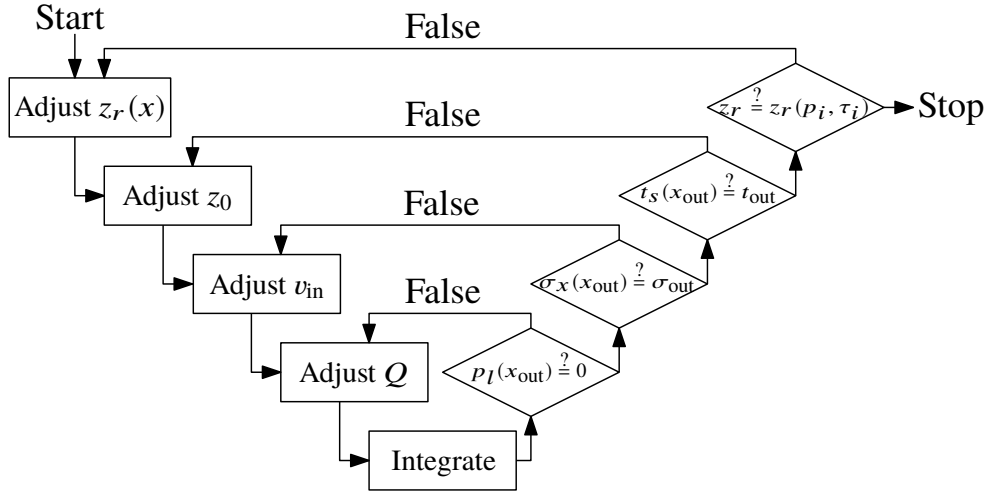 Start
False
Adjust z_r(x)
z_r ≟ z_r(p_i, τ_i)
Stop
False
Adjust z_0
t_s(x_out) ≟ t_out
False
Adjust v_in
σ_x(x_out) ≟ σ_out
False
Adjust Q
p_l(x_out) ≟ 0
Integrate